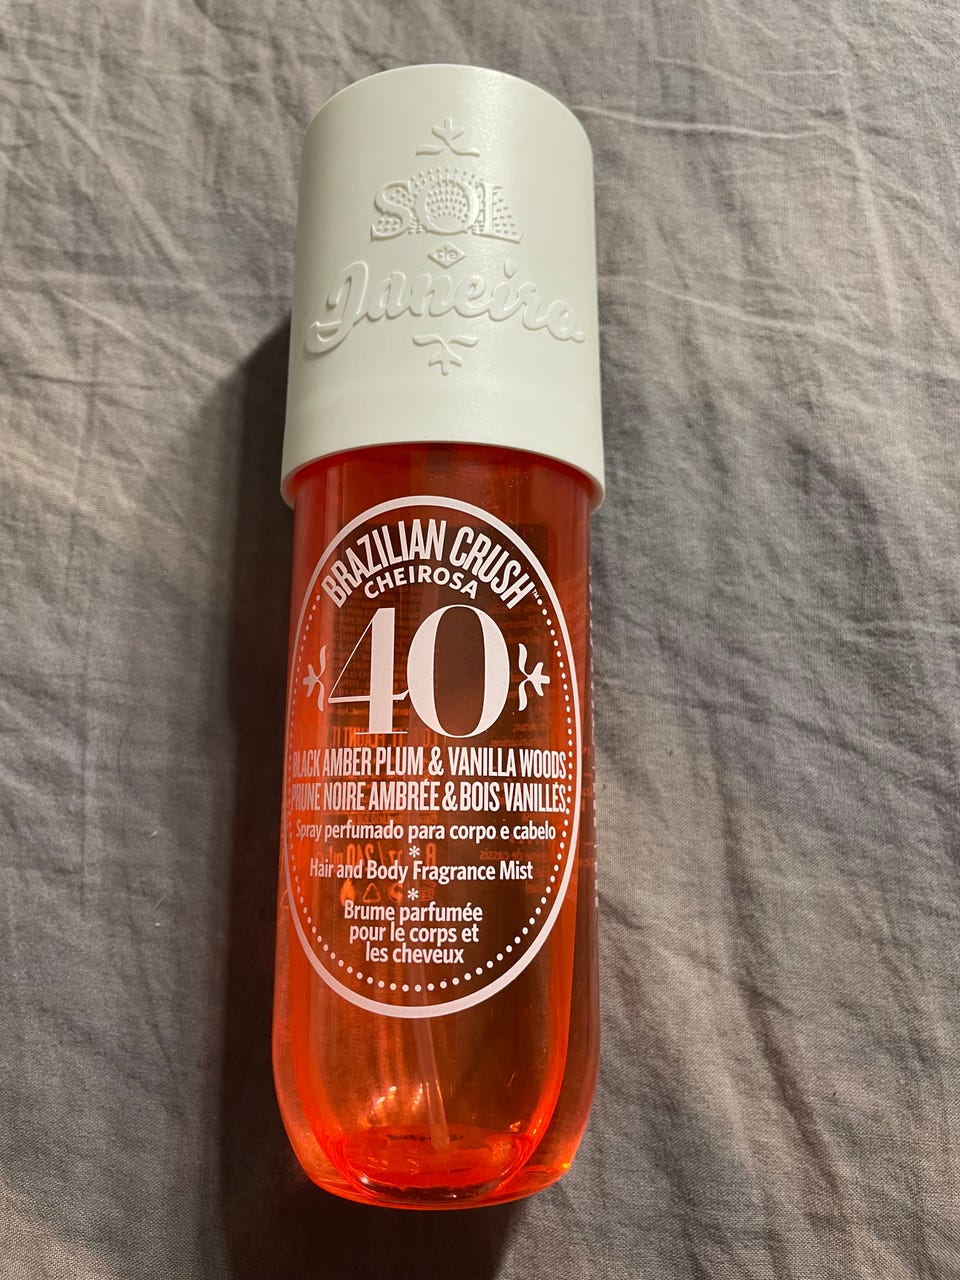 SOL
de
Janeiro
BRAZILIAN CRUSH™
CHEIROSA
40
BLACK AMBER PLUM & VANILLA WOODS
PRUNE NOIRE AMBRÉE & BOIS VANILLÉS
Spray perfumado para corpo e cabelo
*
Hair and Body Fragrance Mist
*
Brume parfumée
pour le corps et
les cheveux